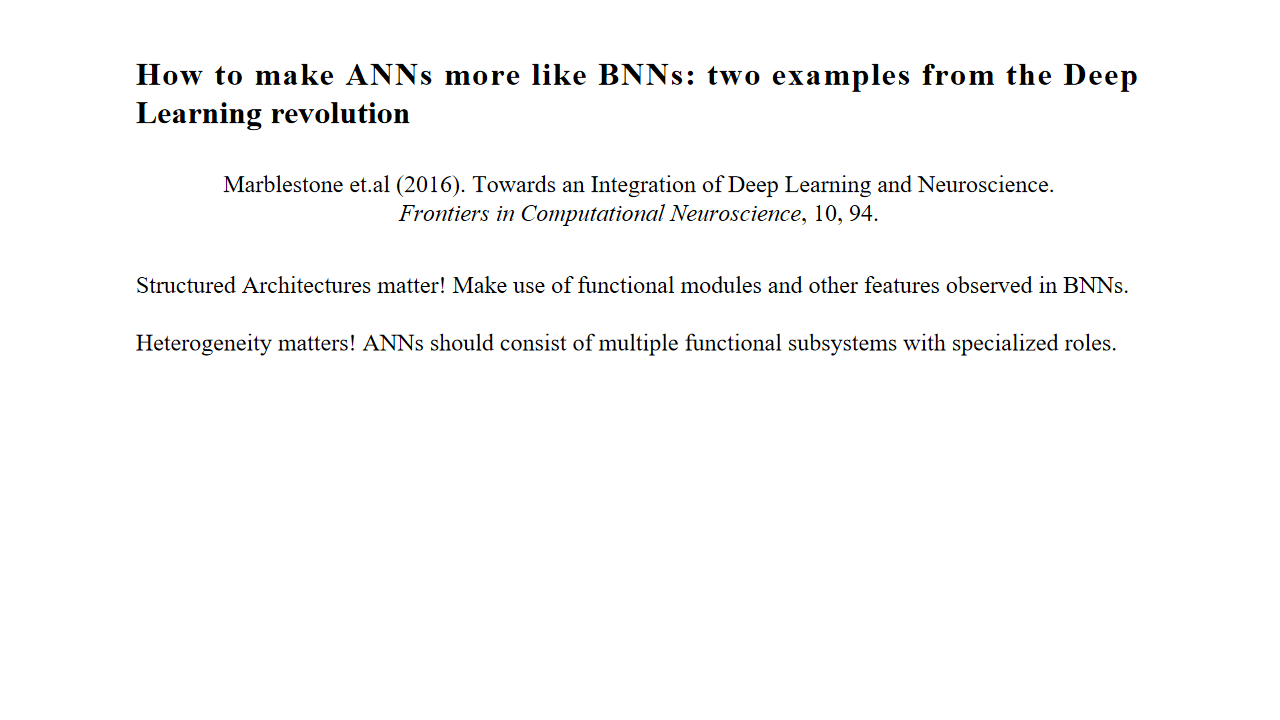 How to make ANNs more like BNNs: two examples from the Deep
Learning revolution
Marblestone et.al (2016). Towards an Integration of Deep Learning and Neuroscience.
Frontiers in Computational Neuroscience, 10, 94.
Structured Architectures matter! Make use of functional modules and other features observed in BNNs.
Heterogeneity matters! ANNs should consist of multiple functional subsystems with specialized roles.